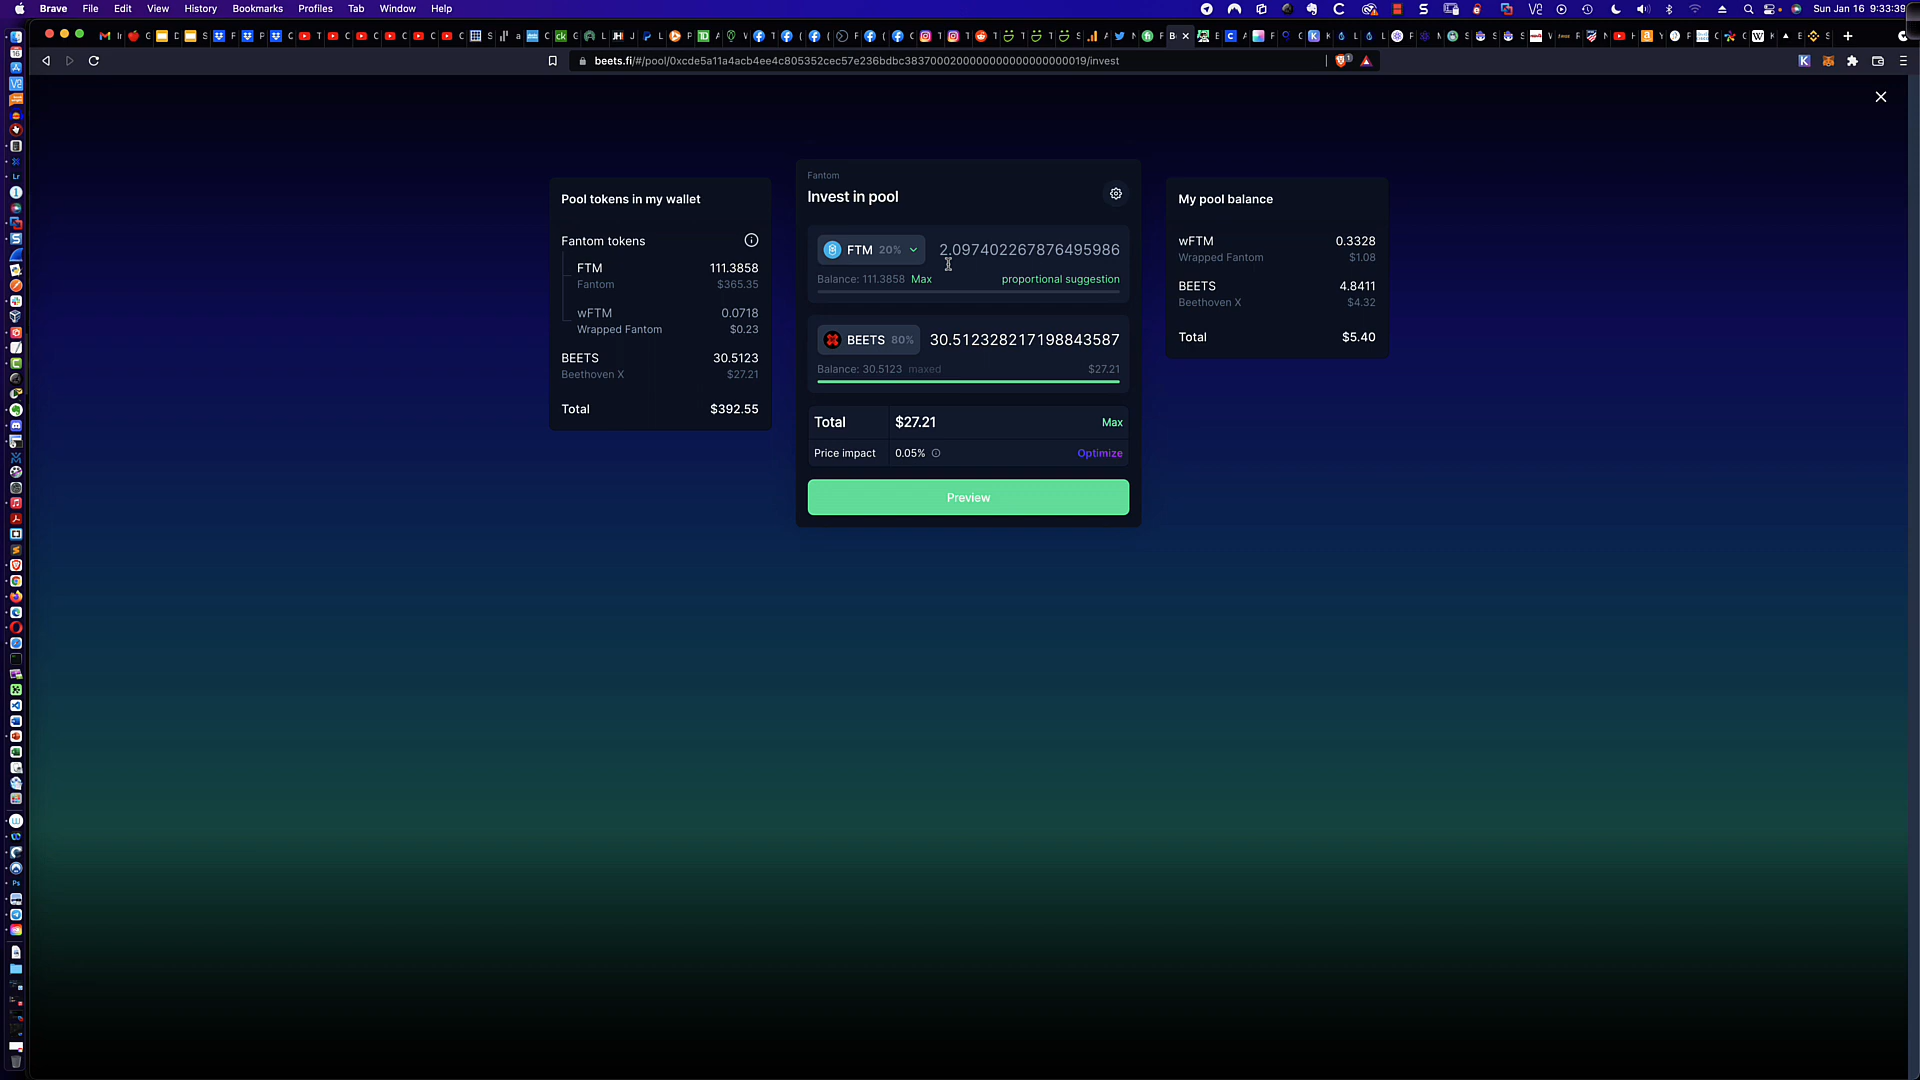 Brave File Edit View History Bookmarks Profiles Tab Window Help
Sun Jan 16 9:33:39
beets.fi/#/pool/0xcde5a11a4acb4ee4c805352cec57e236bdbc3837000200000000000000000019/invest
Pool tokens in my wallet
Fantom tokens
FTM 111.3858
Fantom $365.35
wFTM 0.0718
Wrapped Fantom $0.23
BEETS 30.5123
Beethoven X $27.21
Total $392.55
Fantom
Invest in pool
FTM 20% 2.097402267876495986
Balance: 111.3858 Max proportional suggestion
BEETS 80% 30.512328217198843587
Balance: 30.5123 maxed $27.21
Total $27.21 Max
Price impact 0.05% Optimize
Preview
My pool balance
wFTM 0.3328
Wrapped Fantom $1.08
BEETS 4.8411
Beethoven X $4.32
Total $5.40